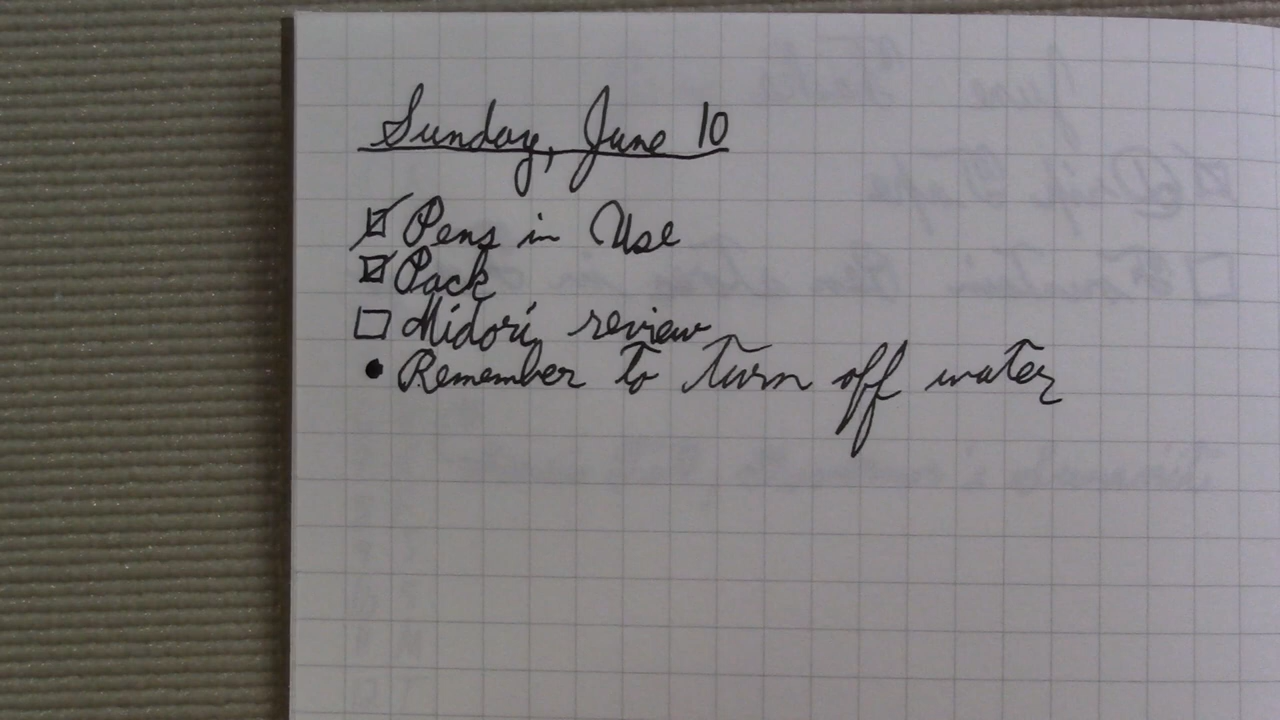 Sunday, June 10
☑ Pens in Use
☑ Pack
☐ Midori review
• Remember to turn off water